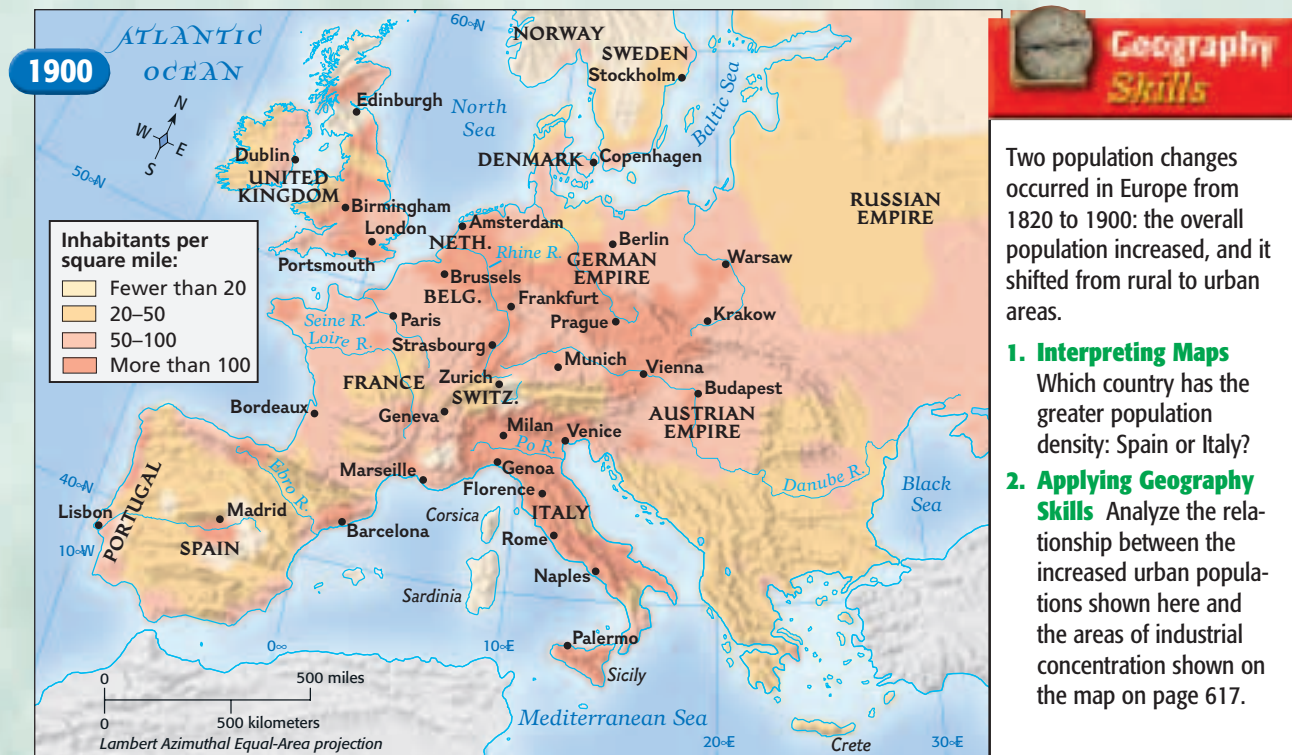 1900
ATLANTIC
OCEAN
N
W
E
S
60°N
50°N
40°N
10°W
0°
10°E
20°E
30°E
NORWAY
SWEDEN
Stockholm
Baltic Sea
North
Sea
Edinburgh
Dublin
UNITED
KINGDOM
Birmingham
London
Portsmouth
DENMARK
Copenhagen
RUSSIAN
EMPIRE
Amsterdam
NETH.
Rhine R.
Berlin
GERMAN
EMPIRE
Warsaw
Brussels
BELG.
Frankfurt
Prague
Krakow
Seine R.
Paris
Loire R.
Strasbourg
Munich
Vienna
FRANCE
Zurich
SWITZ.
Budapest
Geneva
AUSTRIAN
EMPIRE
Bordeaux
Milan
Venice
Po R.
Marseille
Genoa
Florence
ITALY
Danube R.
Black
Sea
Ebro R.
Lisbon
PORTUGAL
Madrid
SPAIN
Barcelona
Corsica
Rome
Naples
Sardinia
Palermo
Sicily
Mediterranean Sea
Crete
Inhabitants per
square mile:
Fewer than 20
20–50
50–100
More than 100
0
500 miles
0
500 kilometers
Lambert Azimuthal Equal-Area projection
Geography
Skills
Two population changes
occurred in Europe from
1820 to 1900: the overall
population increased, and it
shifted from rural to urban
areas.
1. Interpreting Maps
Which country has the
greater population
density: Spain or Italy?
2. Applying Geography
Skills Analyze the rela-
tionship between the
increased urban popula-
tions shown here and
the areas of industrial
concentration shown on
the map on page 617.